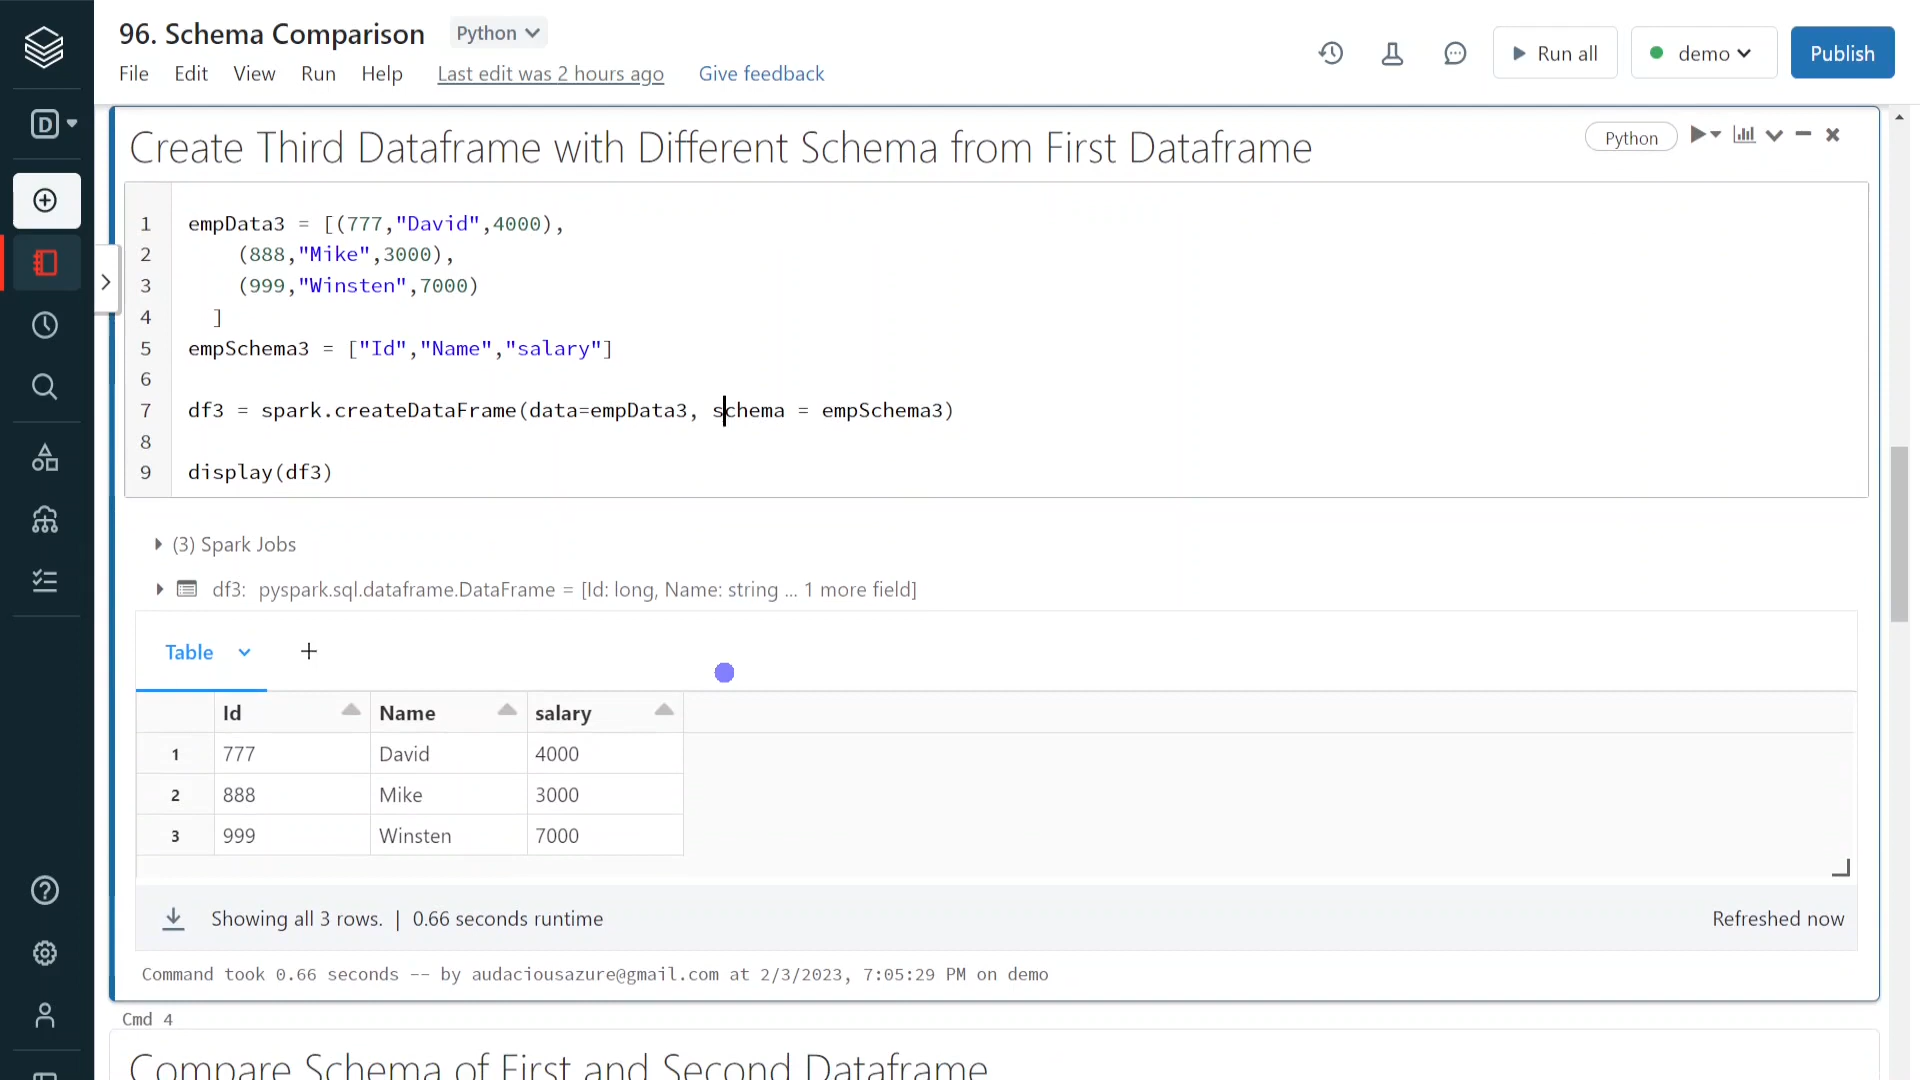 96. Schema Comparison
Python
File Edit View Run Help Last edit was 2 hours ago Give feedback
Run all
demo
Publish
D
Create Third Dataframe with Different Schema from First Dataframe
Python
1 empData3 = [(777,"David",4000),
2 (888,"Mike",3000),
3 (999,"Winsten",7000)
4 ]
5 empSchema3 = ["Id","Name","salary"]
6
7 df3 = spark.createDataFrame(data=empData3, schema = empSchema3)
8
9 display(df3)
(3) Spark Jobs
df3: pyspark.sql.dataframe.DataFrame = [Id: long, Name: string ... 1 more field]
Table +
Id Name salary
1 777 David 4000
2 888 Mike 3000
3 999 Winsten 7000
Showing all 3 rows. | 0.66 seconds runtime
Refreshed now
Command took 0.66 seconds -- by audaciousazure@gmail.com at 2/3/2023, 7:05:29 PM on demo
Cmd 4
Compare Schema of First and Second Dataframe